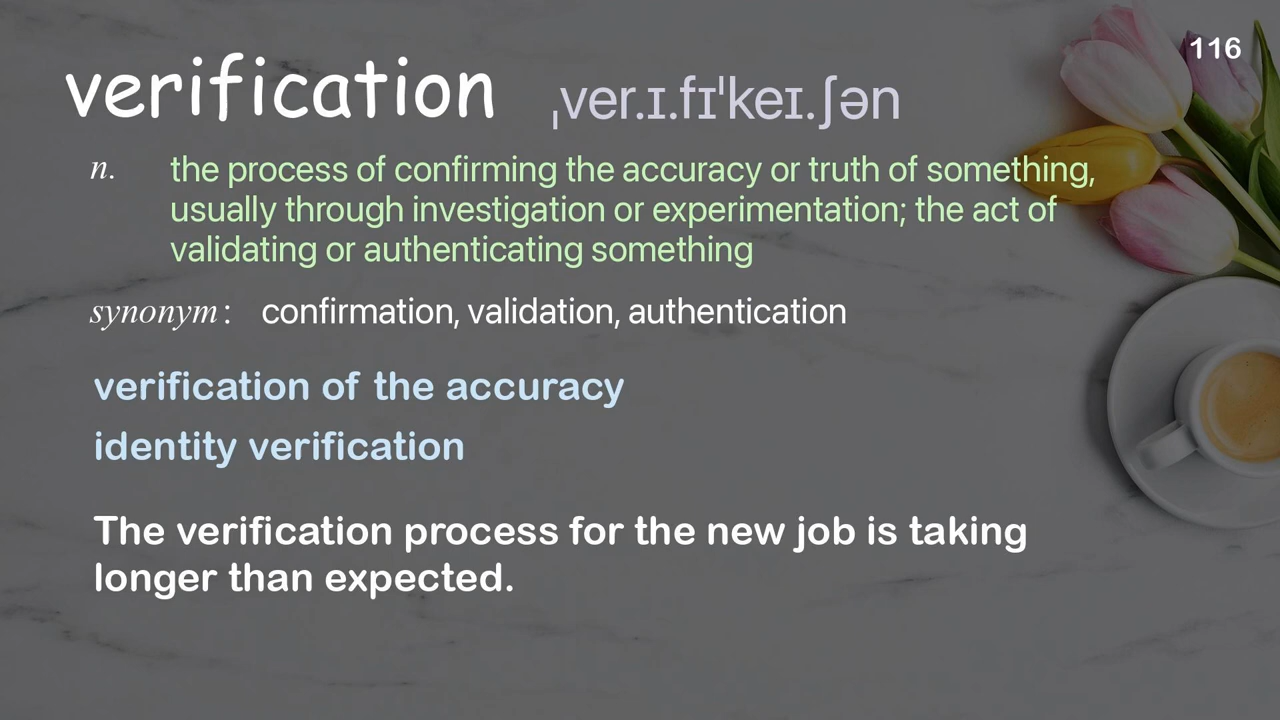 116
verification ˌver.ɪ.fɪˈkeɪ.ʃən
n. the process of confirming the accuracy or truth of something,
usually through investigation or experimentation; the act of
validating or authenticating something
synonym: confirmation, validation, authentication
verification of the accuracy
identity verification
The verification process for the new job is taking
longer than expected.